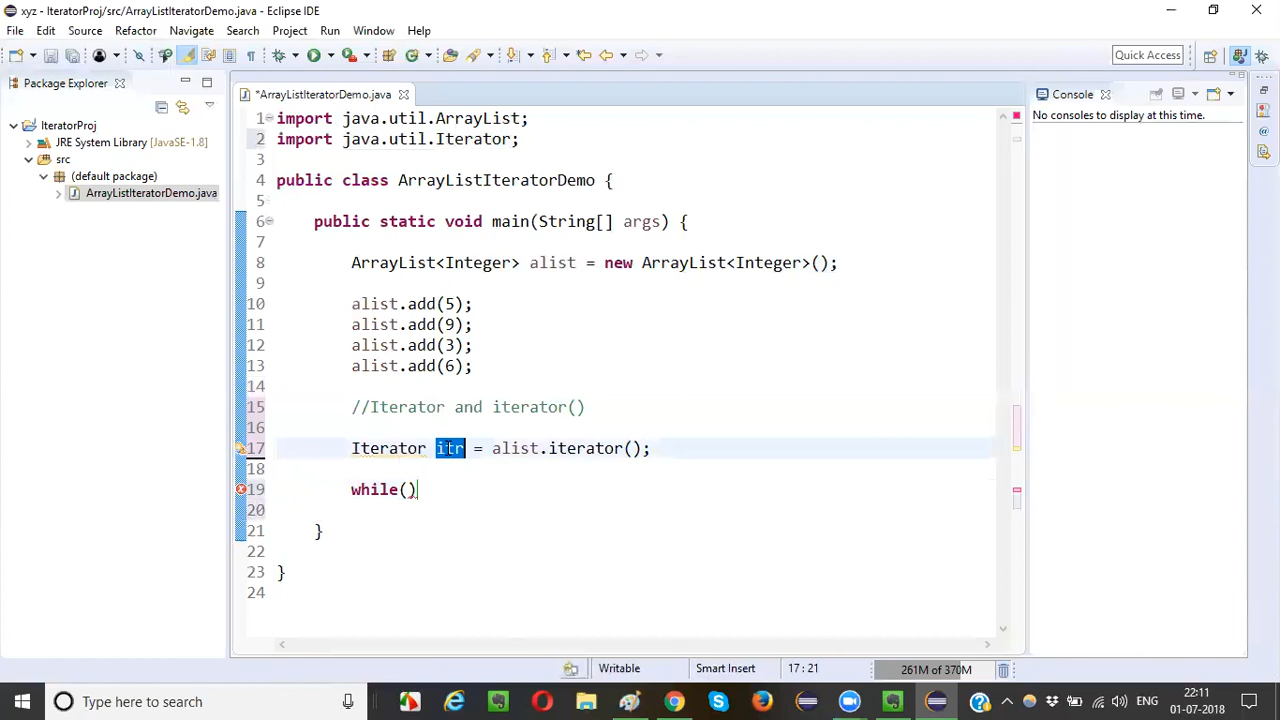 xyz - IteratorProj/src/ArrayListIteratorDemo.java - Eclipse IDE
File Edit Source Refactor Navigate Search Project Run Window Help
Quick Access
Package Explorer
IteratorProj
JRE System Library [JavaSE-1.8]
src
(default package)
ArrayListIteratorDemo.java
*ArrayListIteratorDemo.java
1 import java.util.ArrayList;
2 import java.util.Iterator;
3
4 public class ArrayListIteratorDemo {
5
6 public static void main(String[] args) {
7
8 ArrayList<Integer> alist = new ArrayList<Integer>();
9
10 alist.add(5);
11 alist.add(9);
12 alist.add(3);
13 alist.add(6);
14
15 //Iterator and iterator()
16
17 Iterator itr = alist.iterator();
18
19 while()
20
21 }
22
23 }
24
Console
No consoles to display at this time.
Writable Smart Insert 17 : 21 261M of 370M
Type here to search
ENG
22:11
01-07-2018